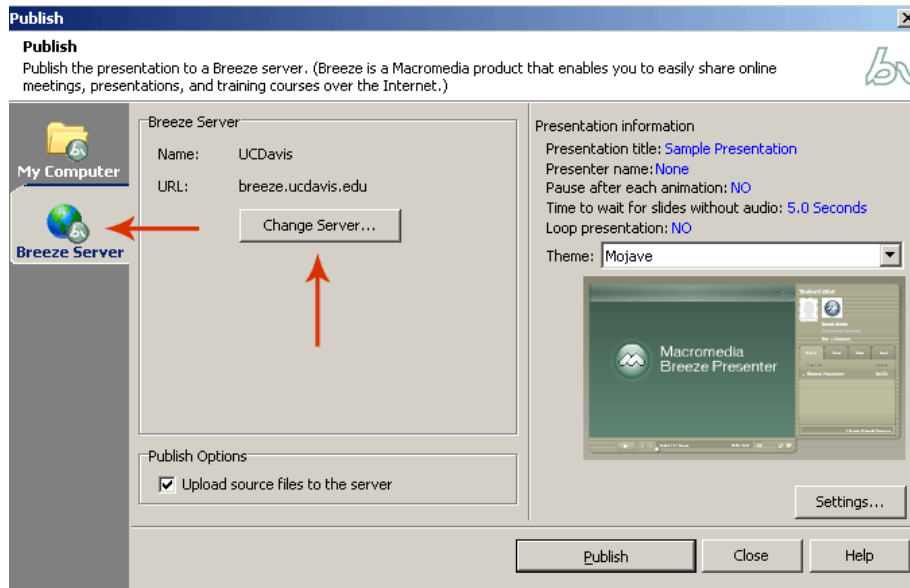 Publish
Publish
Publish the presentation to a Breeze server. (Breeze is a Macromedia product that enables you to easily share online
meetings, presentations, and training courses over the Internet.)
My Computer
Breeze Server
Breeze Server
Name: UCDavis
URL: breeze.ucdavis.edu
Change Server...
Publish Options
Upload source files to the server
Presentation information
Presentation title: Sample Presentation
Presenter name:None
Pause after each animation: NO
Time to wait for slides without audio: 5.0 Seconds
Loop presentation: NO
Theme: Mojave
Macromedia
Breeze Presenter
Settings...
Publish
Close
Help